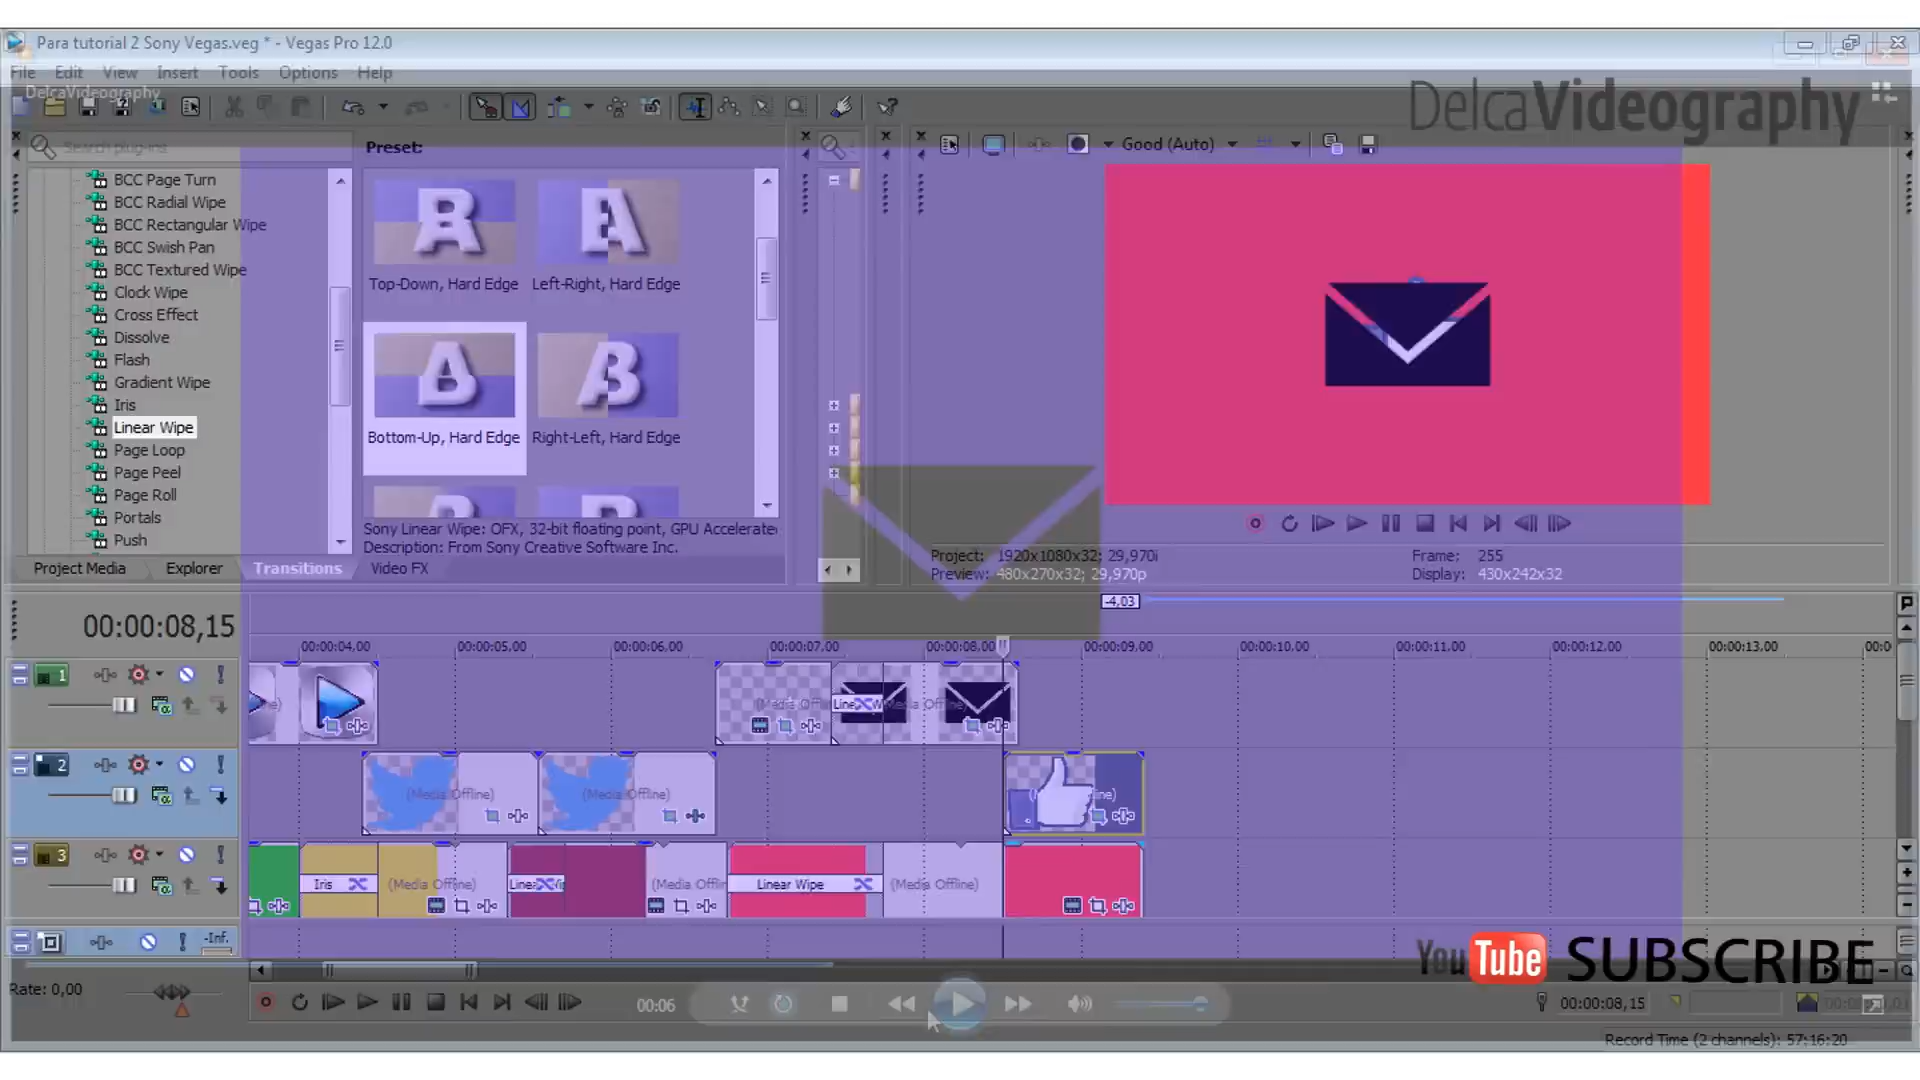 Para tutorial 2 Sony Vegas.veg * - Vegas Pro 12.0
File Edit View Insert Tools Options Help
DelcaVideography
DelcaVideography
Search plug-ins
Preset:
Good (Auto)
BCC Page Turn
BCC Radial Wipe
BCC Rectangular Wipe
BCC Swish Pan
BCC Textured Wipe
Clock Wipe
Cross Effect
Dissolve
Flash
Gradient Wipe
Iris
Linear Wipe
Page Loop
Page Peel
Page Roll
Portals
Push
Top-Down, Hard Edge
Left-Right, Hard Edge
Bottom-Up, Hard Edge
Right-Left, Hard Edge
Sony Linear Wipe: OFX, 32-bit floating point, GPU Accelerate
Description: From Sony Creative Software Inc.
Project Media Explorer Transitions Video FX
Project: 1920x1080x32; 29,970i
Preview: 480x270x32; 29,970p
Frame: 255
Display: 430x242x32
-4,03
00:00:08,15
00:00:04,00 00:00:05,00 00:00:06,00 00:00:07,00 00:00:08,00 00:00:09,00 00:00:10,00 00:00:11,00 00:00:12,00 00:00:13,00 00:0
1
(Media Offline)
2
(Media Offline) (Media Offline)
3
Iris (Media Offline) (Media Offlin Linear Wipe (Media Offline)
-Inf.
YouTube SUBSCRIBE
Rate: 0,00
00:06
00:00:08,15
Record Time (2 channels): 57:16:20